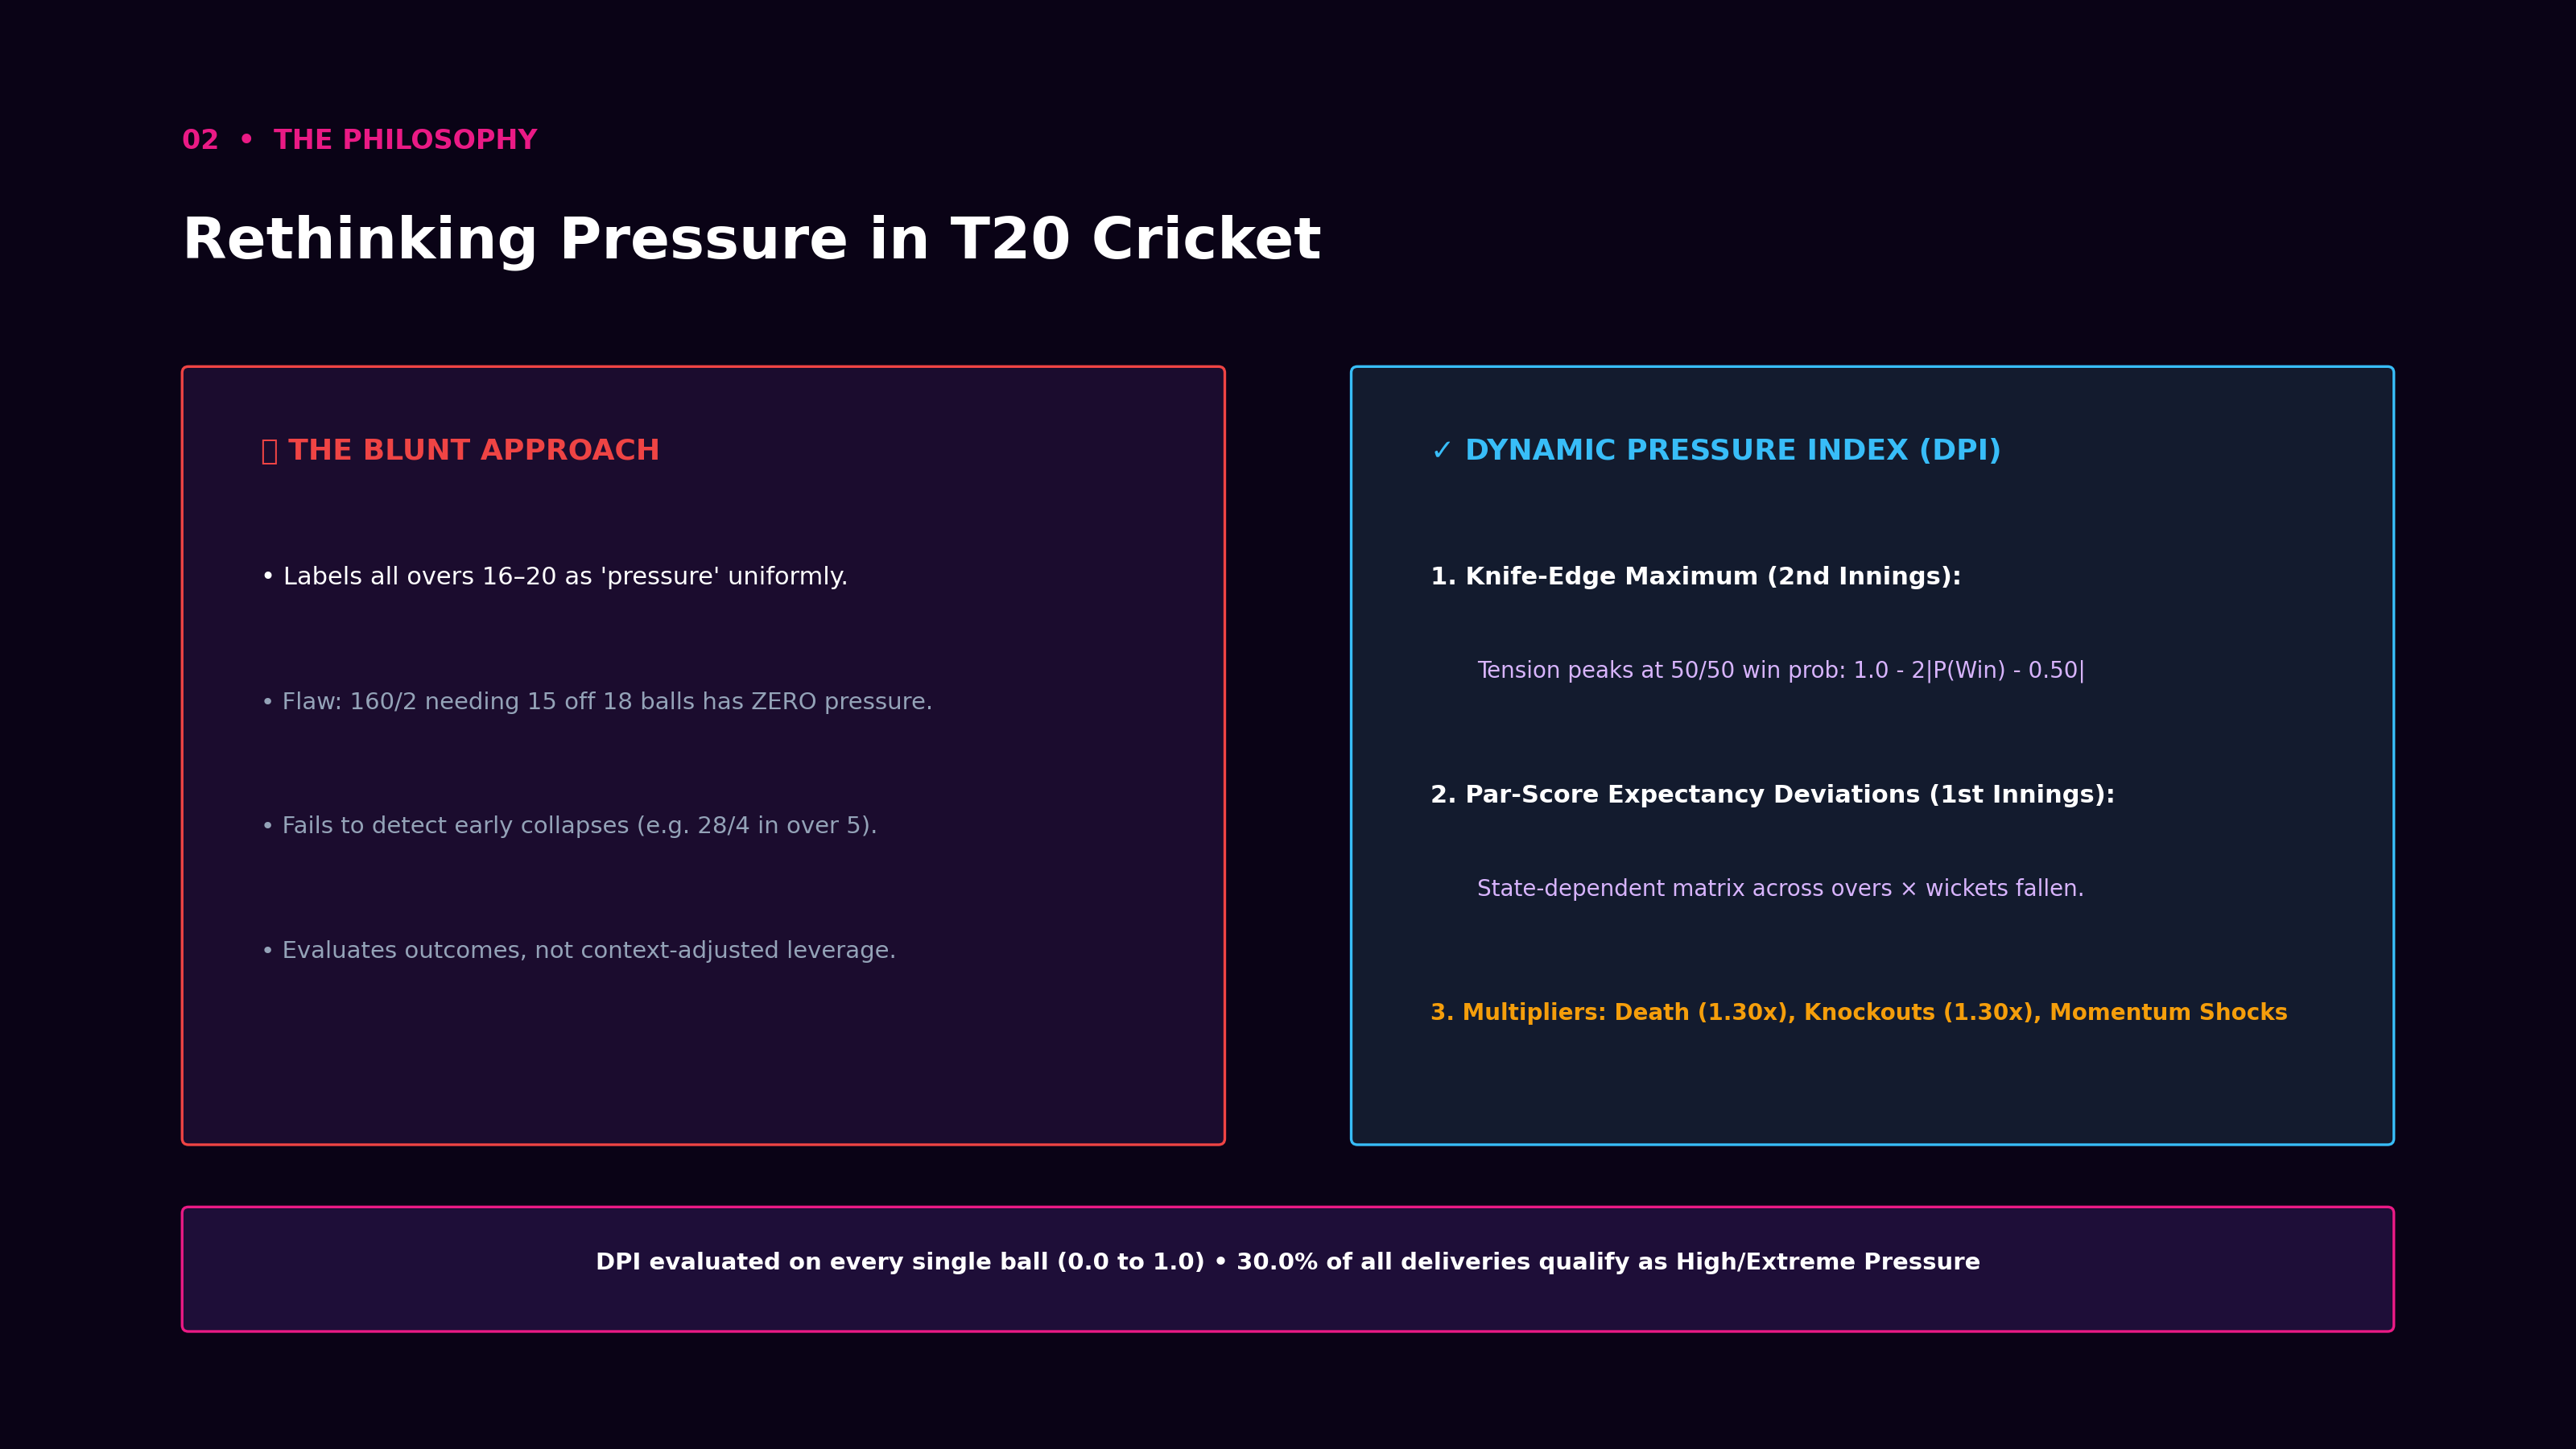 02 • THE PHILOSOPHY
Rethinking Pressure in T20 Cricket
THE BLUNT APPROACH
• Labels all overs 16–20 as 'pressure' uniformly.
• Flaw: 160/2 needing 15 off 18 balls has ZERO pressure.
• Fails to detect early collapses (e.g. 28/4 in over 5).
• Evaluates outcomes, not context-adjusted leverage.
✓ DYNAMIC PRESSURE INDEX (DPI)
1. Knife-Edge Maximum (2nd Innings):
Tension peaks at 50/50 win prob: 1.0 - 2|P(Win) - 0.50|
2. Par-Score Expectancy Deviations (1st Innings):
State-dependent matrix across overs × wickets fallen.
3. Multipliers: Death (1.30x), Knockouts (1.30x), Momentum Shocks
DPI evaluated on every single ball (0.0 to 1.0) • 30.0% of all deliveries qualify as High/Extreme Pressure